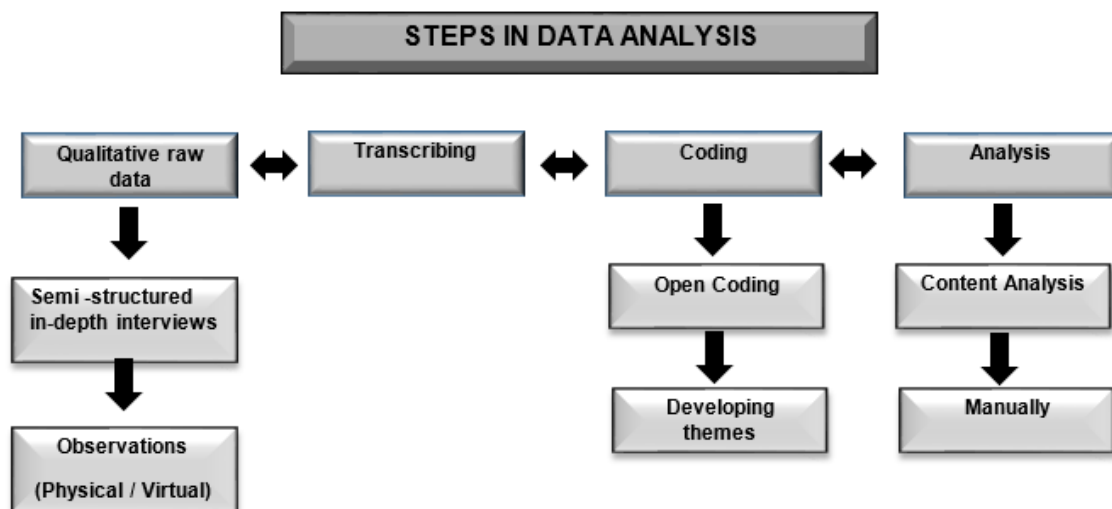 STEPS IN DATA ANALYSIS
Qualitative raw
data
Transcribing
Coding
Analysis
Semi -structured
in-depth interviews
Open Coding
Content Analysis
Developing
themes
Manually
Observations
(Physical / Virtual)